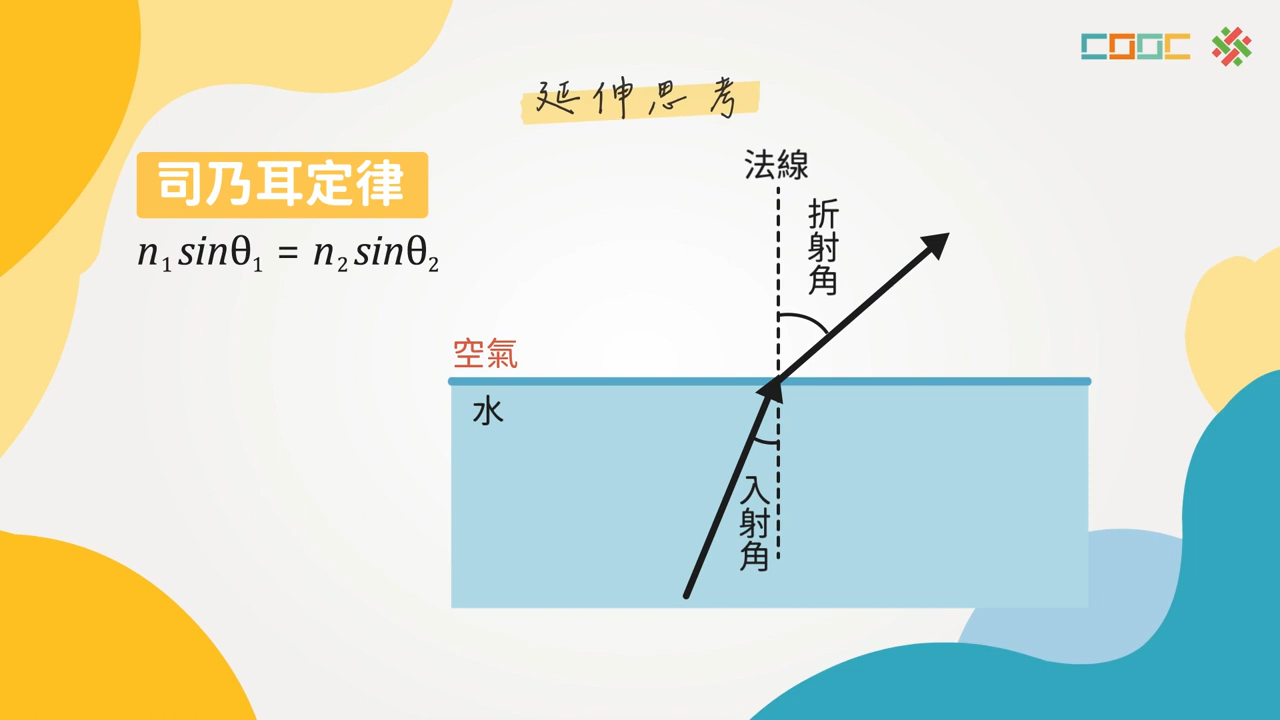 COOC
延伸思考
司乃耳定律
n₁sinθ₁ = n₂sinθ₂
法線
折射角
空氣
水
入射角